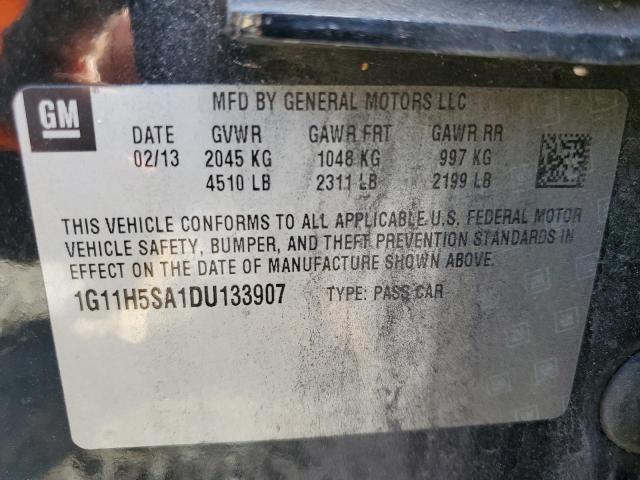 GM
MFD BY GENERAL MOTORS LLC
DATE GVWR GAWR FRT GAWR RR
02/13 2045 KG 1048 KG 997 KG
4510 LB 2311 LB 2199 LB
THIS VEHICLE CONFORMS TO ALL APPLICABLE U.S. FEDERAL MOTOR
VEHICLE SAFETY, BUMPER, AND THEFT PREVENTION STANDARDS IN
EFFECT ON THE DATE OF MANUFACTURE SHOWN ABOVE.
1G11H5SA1DU133907 TYPE: PASS CAR